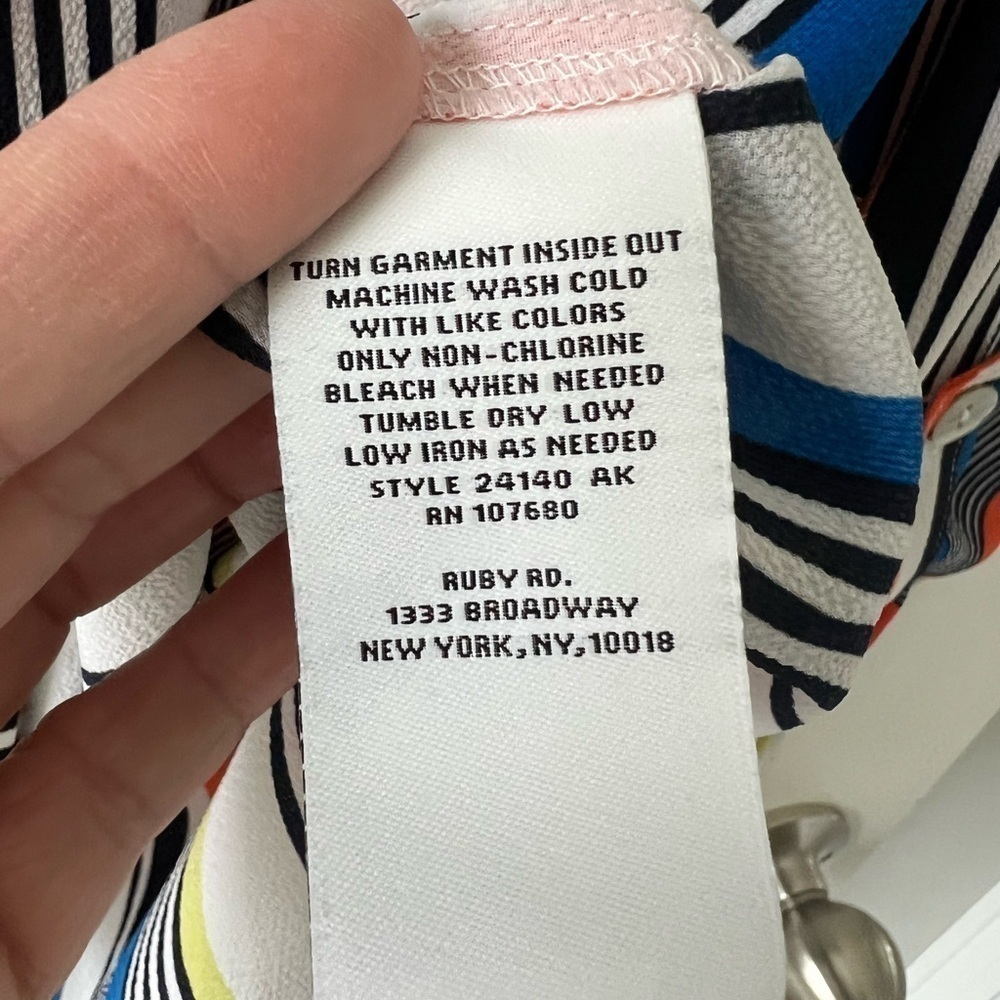 TURN GARMENT INSIDE OUT
MACHINE WASH COLD
WITH LIKE COLORS
ONLY NON-CHLORINE
BLEACH WHEN NEEDED
TUMBLE DRY LOW
LOW IRON AS NEEDED
STYLE 24140 AK
RN 107680
RUBY RD.
1333 BROADWAY
NEW YORK, NY, 10018